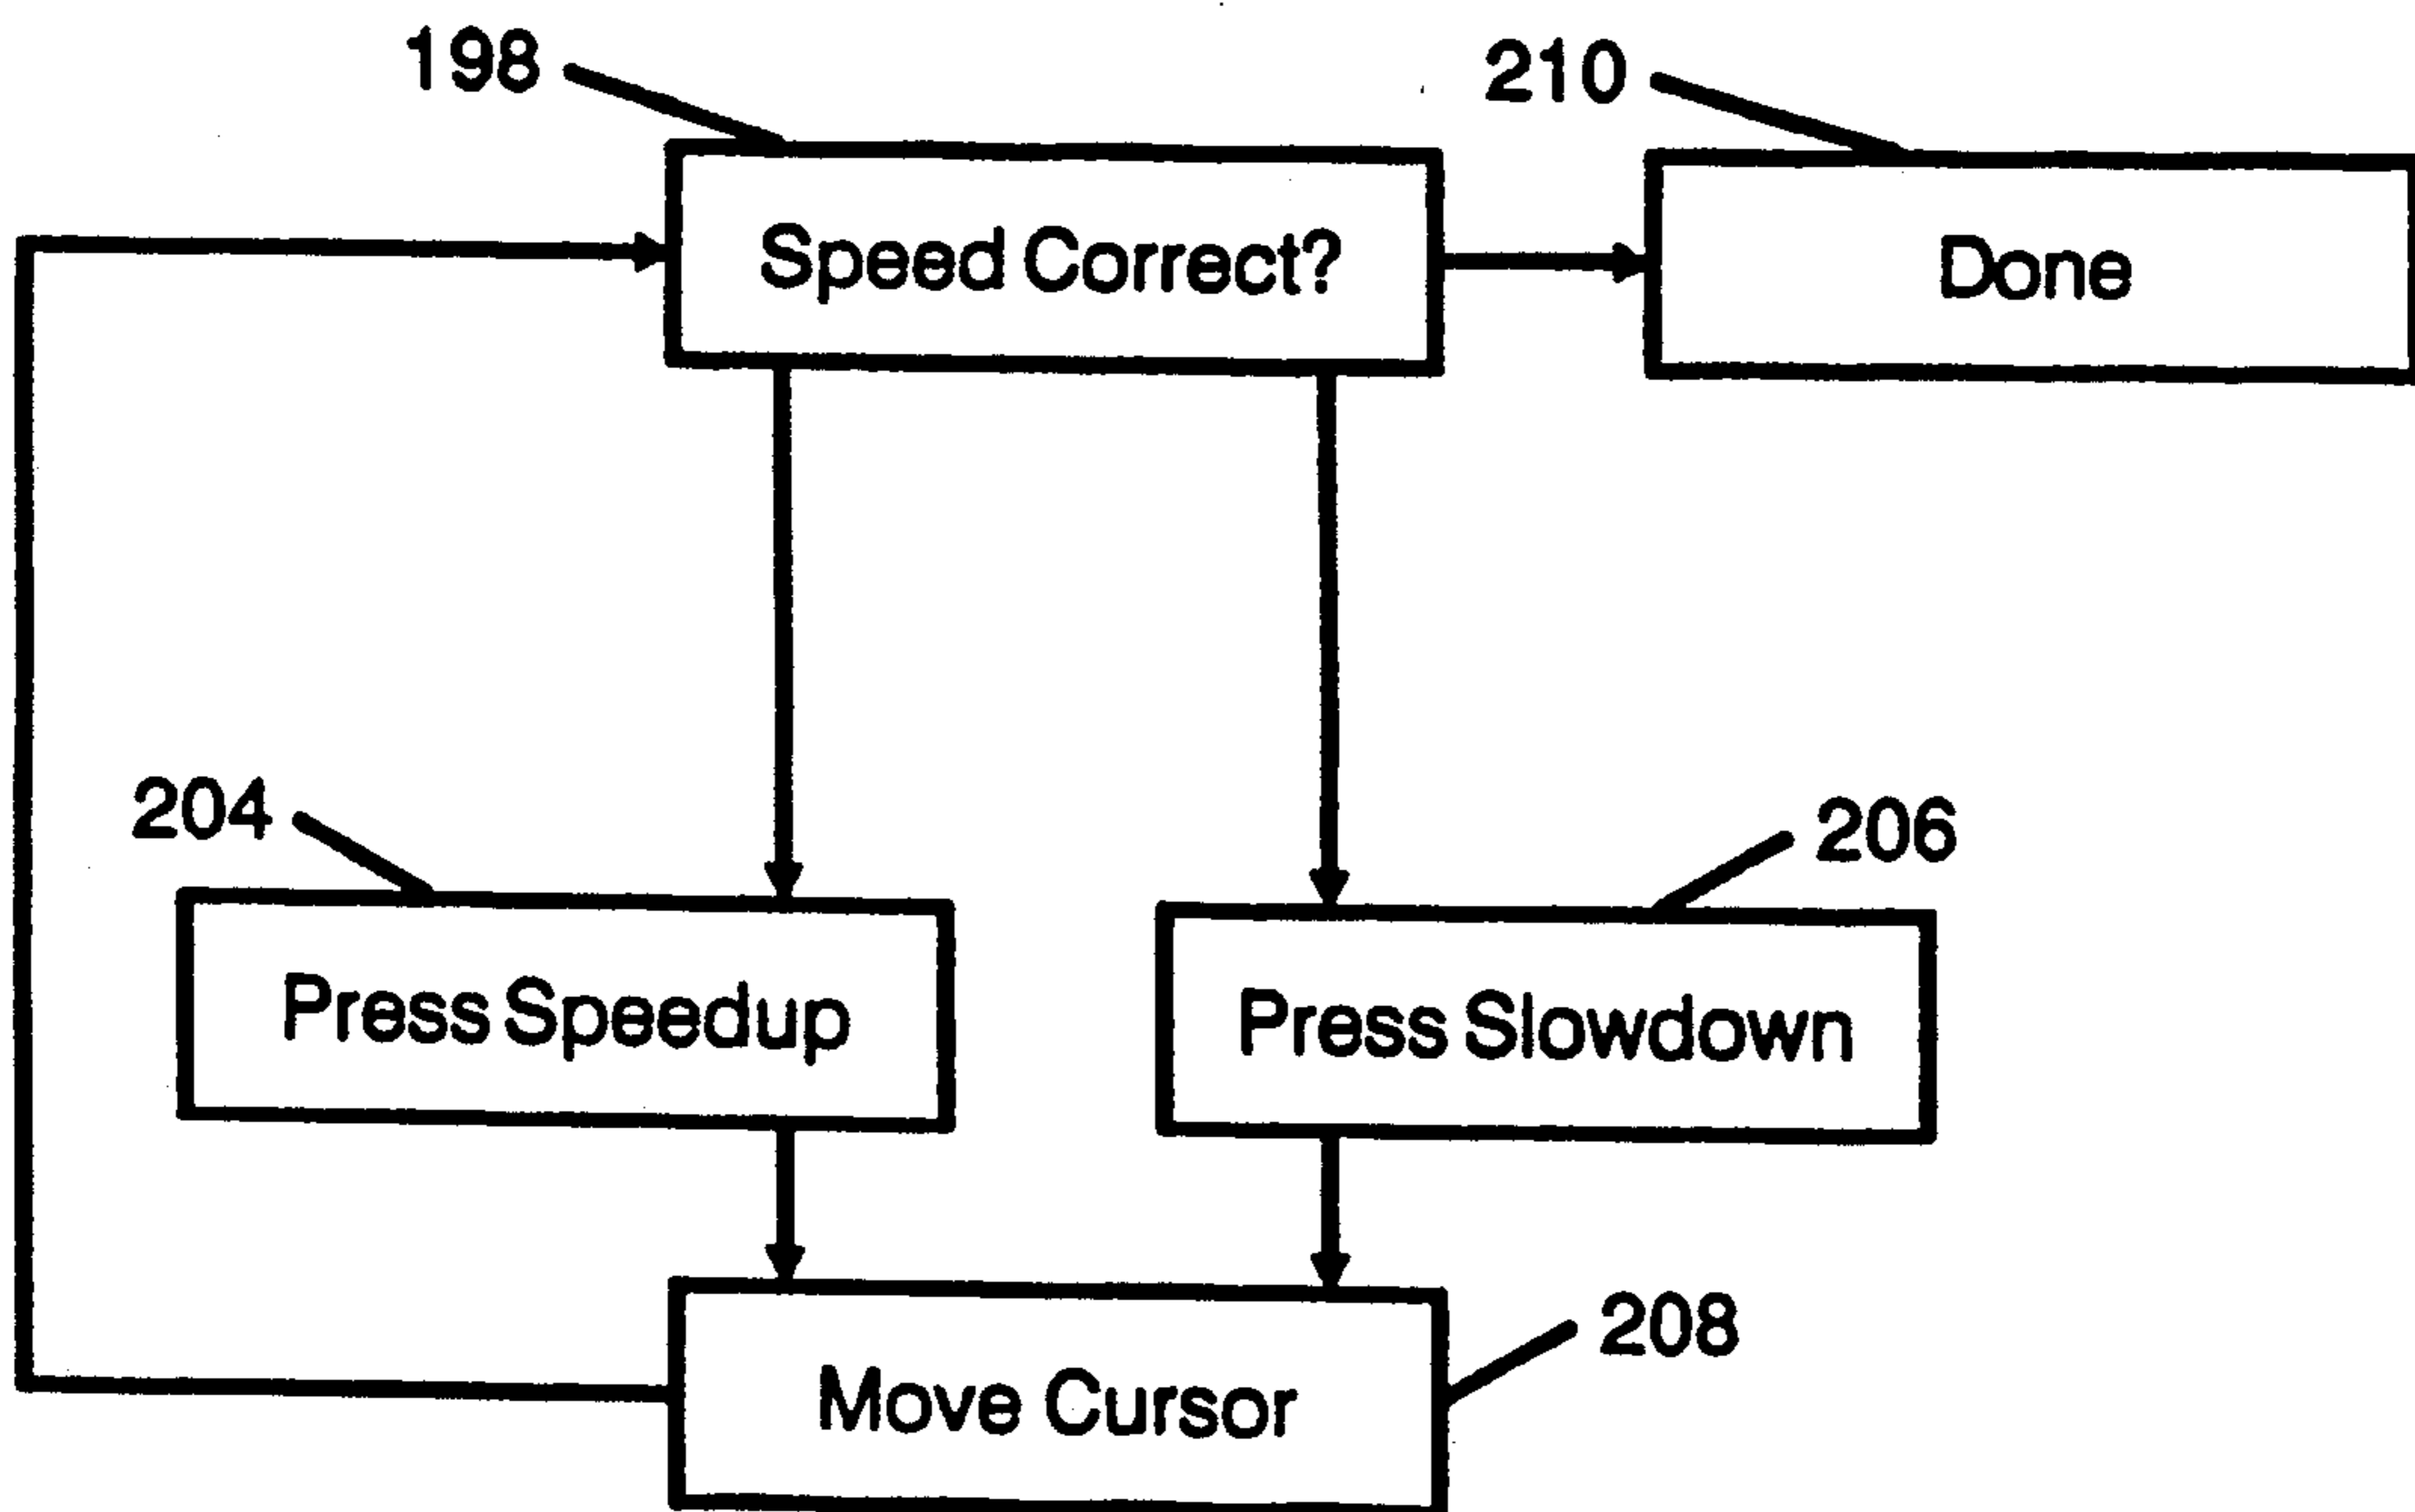 198
210
Speed Correct?
Done
204
206
Press Speedup
Press Slowdown
208
Move Cursor